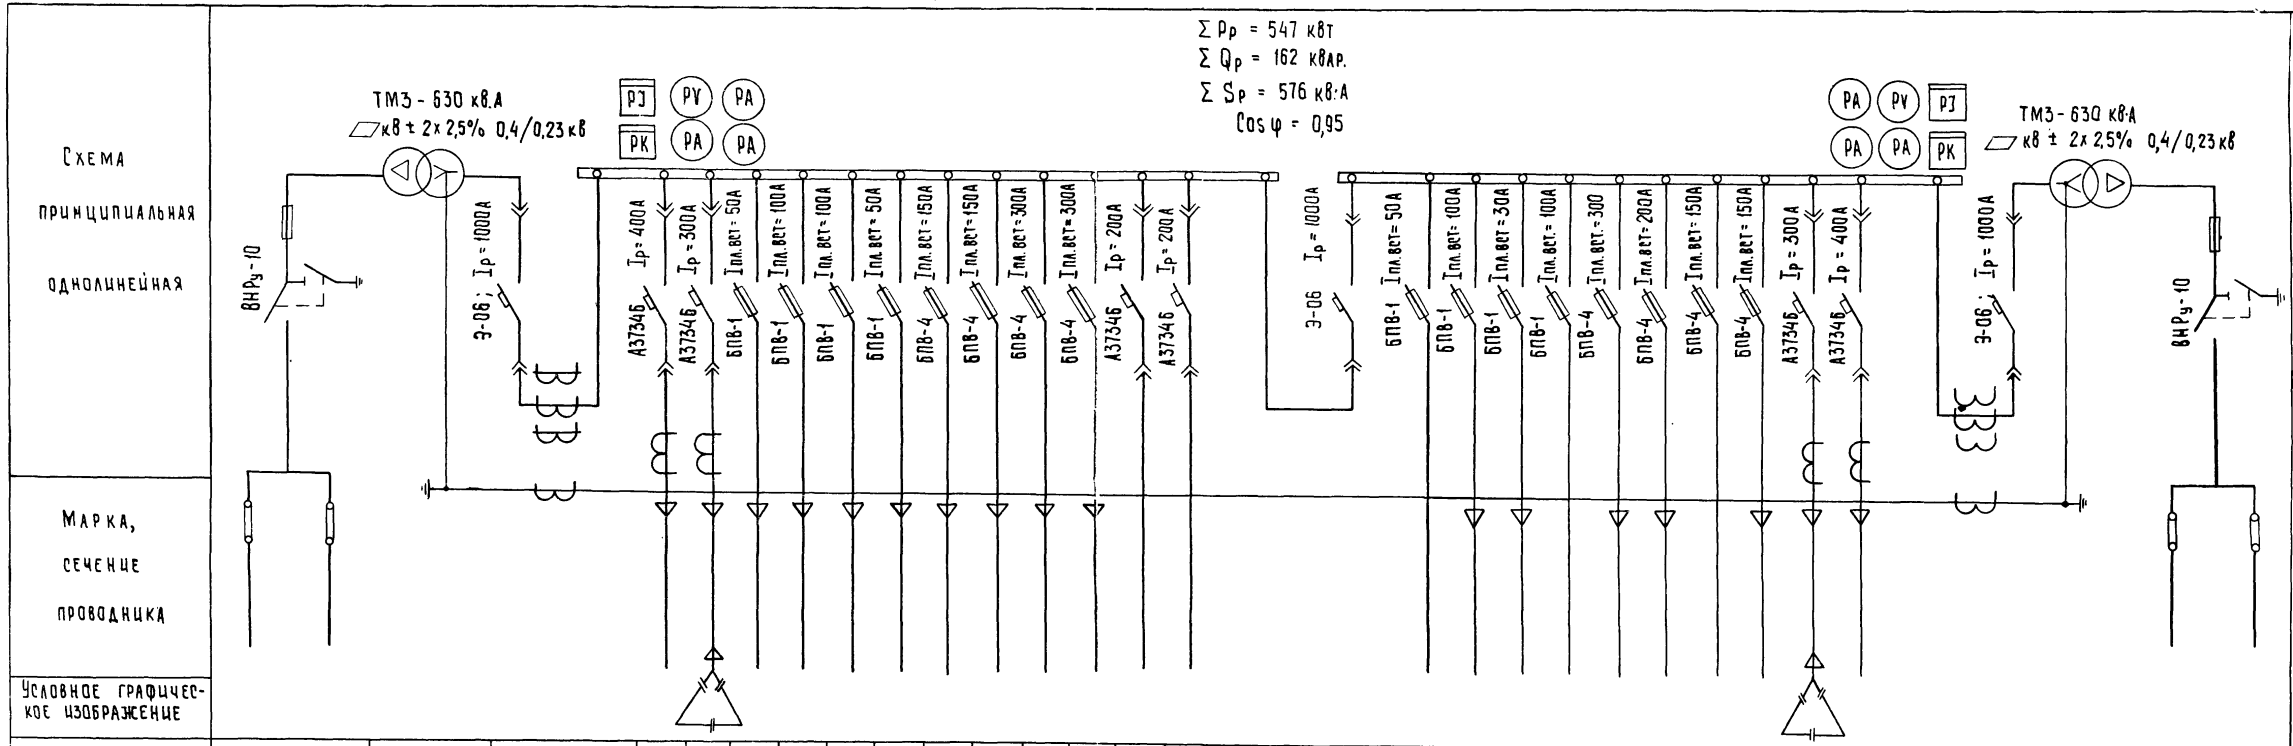 Схема
принципиальная
однолинейная
Марка,
сечение
проводника
Условное графичес-
кое изображение
ВНРу-10
ТМЗ - 630 кв.А
кв ± 2х2,5% 0,4/0,23 кв
Э-06; Iр = 1000А
PJ PV PA
PK PA PA
А3734Б Iр = 400А
А3734Б Iр = 300А
БПВ-1 Iпл.вст = 50А
БПВ-1 Iпл.вст = 100А
БПВ-1 Iпл.вст = 100А
БПВ-1 Iпл.вст = 50А
БПВ-4 Iпл.вст = 150А
БПВ-4 Iпл.вст = 150А
БПВ-4 Iпл.вст = 300А
БПВ-4 Iпл.вст = 300А
А3734Б Iр = 200А
А3734Б Iр = 200А
Σ Рр = 547 квт
Σ Qр = 162 квар.
Σ Sр = 576 кв·А
Cos φ = 0,95
Э-06 Iр = 1000А
БПВ-1 Iпл.вст = 50А
БПВ-1 Iпл.вст = 100А
БПВ-1 Iпл.вст = 30А
БПВ-1 Iпл.вст. = 100А
БПВ-4 Iпл.вст. = 300
БПВ-4 Iпл.вст = 200А
БПВ-4 Iпл.вст = 150А
БПВ-4 Iпл.вст = 150А
А3734Б Iр = 300А
А3734Б Iр = 400А
PA PV PJ
PA PA PK
Э-06; Iр = 1000А
ТМЗ - 630 кв·А
кв ± 2х2,5% 0,4/0,23 кв
ВНРу-10